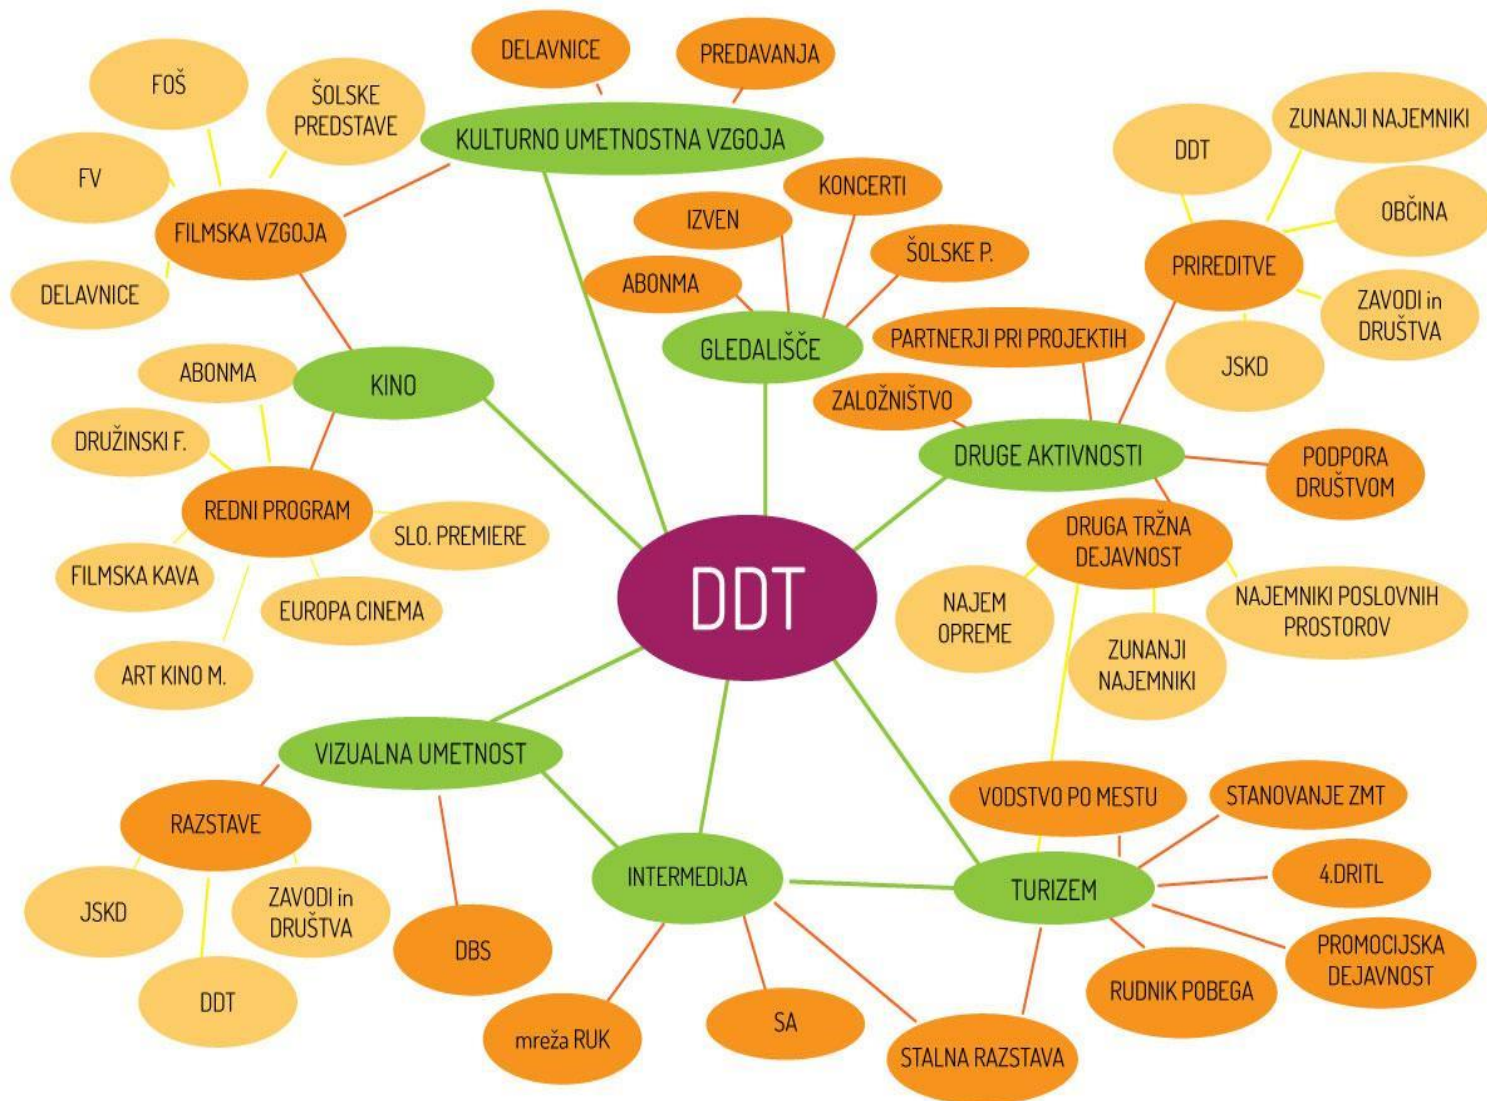 DELAVNICE
PREDAVANJA
FOŠ
ŠOLSKE
PREDSTAVE
KULTURNO UMETNOSTNA VZGOJA
FV
FILMSKA VZGOJA
DELAVNICE
ZUNANJI NAJEMNIKI
DDT
OBČINA
PRIREDITVE
ZAVODI in
DRUŠTVA
JSKD
KONCERTI
IZVEN
ŠOLSKE P.
ABONMA
GLEDALIŠČE
PARTNERJI PRI PROJEKTIH
ZALOŽNIŠTVO
DRUGE AKTIVNOSTI
PODPORA
DRUŠTVOM
KINO
ABONMA
DRUŽINSKI F.
REDNI PROGRAM
SLO. PREMIERE
FILMSKA KAVA
EUROPA CINEMA
ART KINO M.
DRUGA TRŽNA
DEJAVNOST
NAJEM
OPREME
ZUNANJI
NAJEMNIKI
NAJEMNIKI POSLOVNIH
PROSTOROV
DDT
VIZUALNA UMETNOST
RAZSTAVE
JSKD
ZAVODI in
DRUŠTVA
DDT
DBS
INTERMEDIJA
mreža RUK
SA
STALNA RAZSTAVA
VODSTVO PO MESTU
STANOVANJE ZMT
TURIZEM
4.DRITL
PROMOCIJSKA
DEJAVNOST
RUDNIK POBEGA